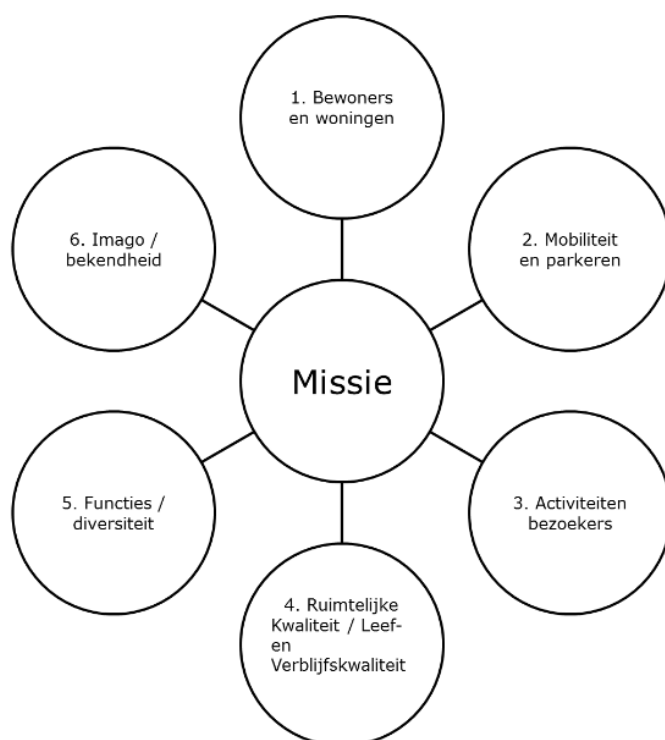 1. Bewoners
en woningen
6. Imago /
bekendheid
2. Mobiliteit
en parkeren
Missie
5. Functies /
diversiteit
3. Activiteiten
bezoekers
4. Ruimtelijke
Kwaliteit / Leef-
en
Verblijfskwaliteit